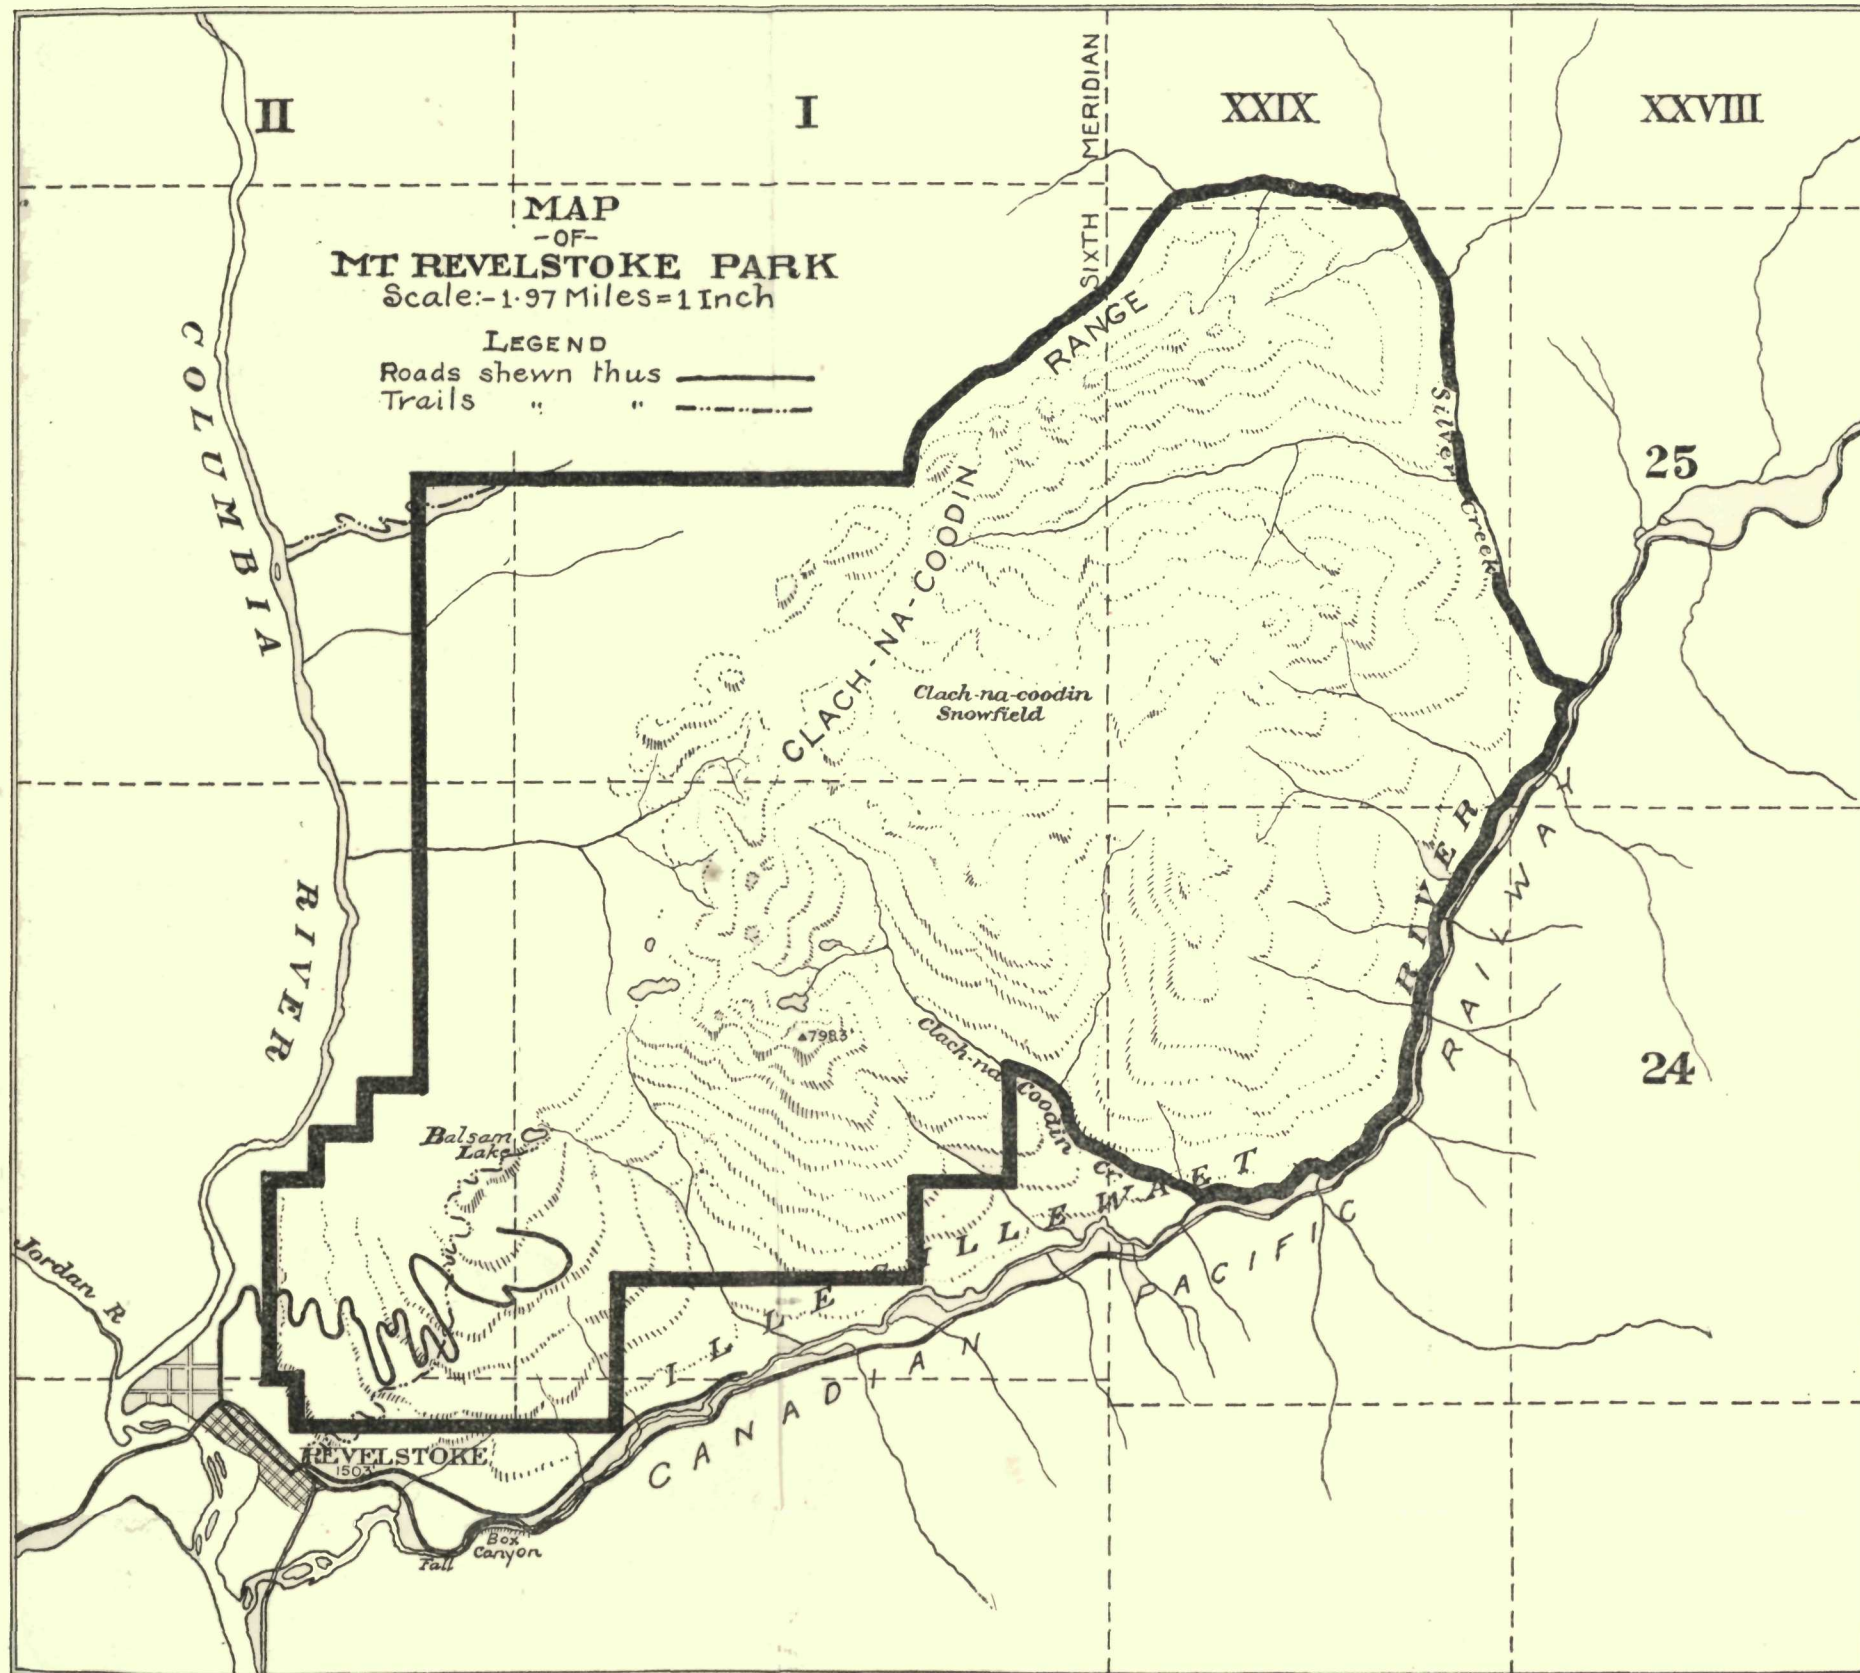 II
I
SIXTH MERIDIAN
XXIX
XXVIII
MAP
-OF-
MT REVELSTOKE PARK
Scale:-1·97 Miles=1 Inch
LEGEND
Roads shewn thus
Trails " "
COLUMBIA RIVER
CLACH-NA-COODIN RANGE
Silver Creek
25
Clach-na-coodin
Snowfield
▲7983'
24
Clach-na Coodin Cr.
Balsam
Lake
ILLE CILLEWAET RIVER
CANADIAN PACIFIC RAILWAY
Jordan R
REVELSTOKE
1503'
Box
Canyon
Fall